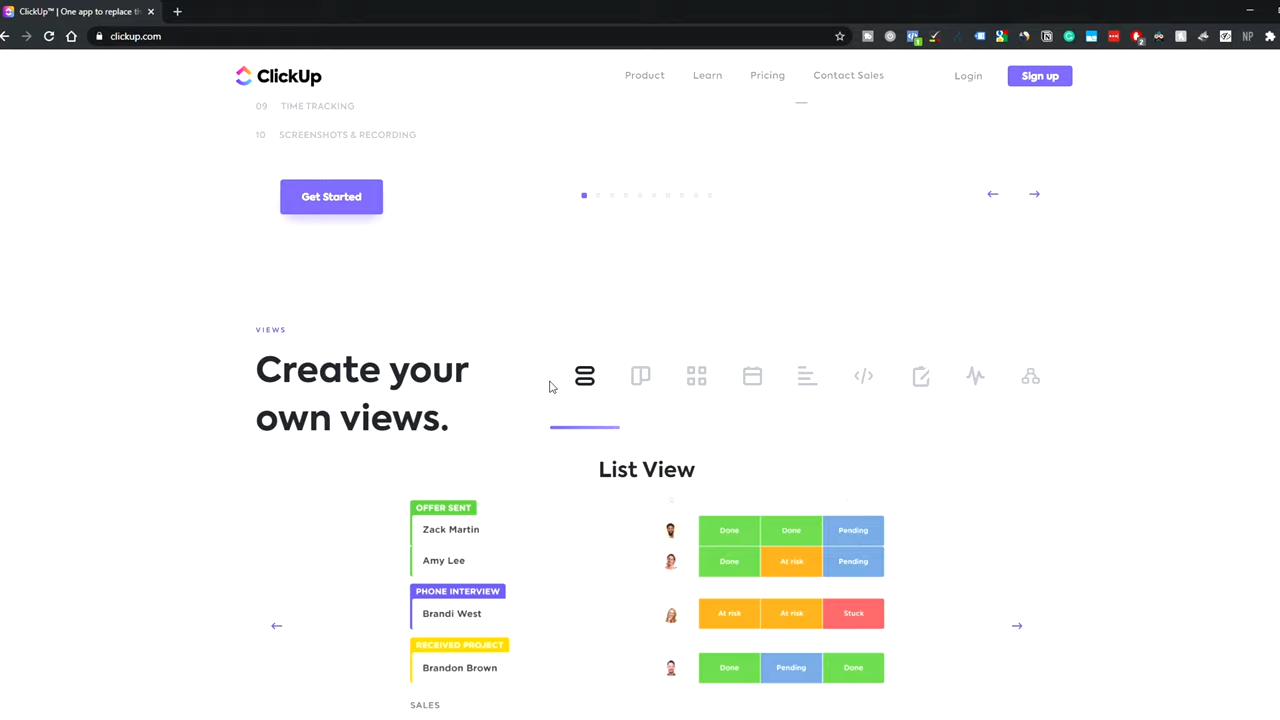 ClickUp™ | One app to replace th
clickup.com
1
2
NP
ClickUp
Product
Learn
Pricing
Contact Sales
Login
Sign up
09 TIME TRACKING
10 SCREENSHOTS & RECORDING
Get Started
VIEWS
Create your
own views.
List View
OFFER SENT
Zack Martin
Done Done Pending
Amy Lee
Done At risk Pending
PHONE INTERVIEW
Brandi West
At risk At risk Stuck
RECEIVED PROJECT
Brandon Brown
Done Pending Done
SALES